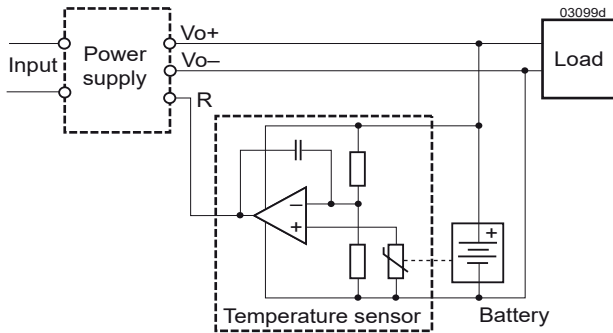 03099d
Vo+
Power
supply
Input
Vo–
Load
R
–
+
+
Temperature sensor
Battery